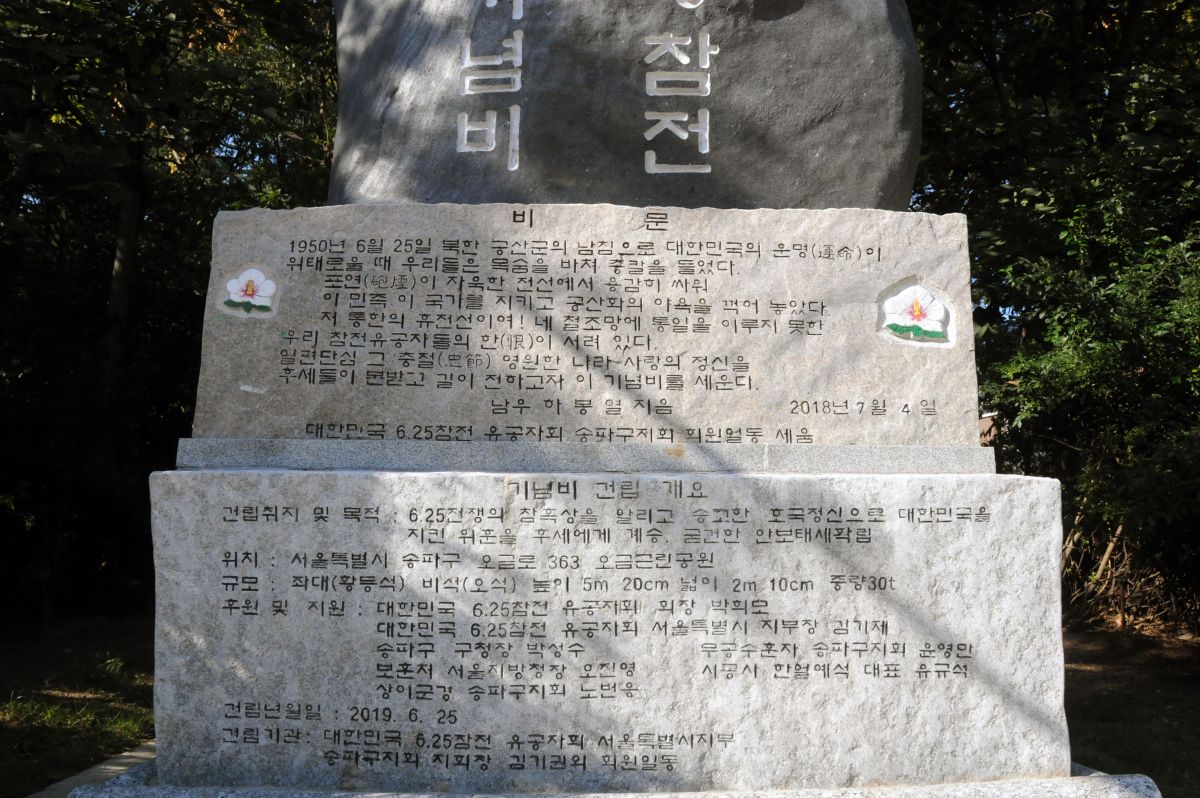 참전
념비
비 문
1950년 6월 25일 북한 공산군의 남침으로 대한민국의 운명(運命)이
위태로울 때 우리들은 목숨을 바쳐 총칼을 들었다.
포연(砲煙)이 자욱한 전선에서 용감히 싸워
이 민족 이 국가를 지키고 공산화의 야욕을 꺾어 놓았다.
저 통한의 휴전선이여! 네 철조망에 통일을 이루지 못한
우리 참전유공자들의 한(恨)이 서려 있다.
일편단심 그 충절(忠節) 영원한 나라 사랑의 정신을
후세들이 본받고 길이 전하고자 이 기념비를 세운다.
남우 하 봉 열 지음 2018년 7월 4일
대한민국 6.25참전 유공자회 송파구지회 회원일동 세움
기념비 건립 개요
건립취지 및 목적 : 6.25전쟁의 참혹상을 알리고 숭고한 호국정신으로 대한민국을
지킨 위훈을 후세에게 계승, 굳건한 안보태세확립
위치 : 서울특별시 송파구 오금로 363 오금근린공원
규모 : 좌대(황등석) 비석(오석) 높이 5m 20cm 넓이 2m 10cm 중량30t
후원 및 지원 : 대한민국 6.25참전 유공자회 회장 박희모
대한민국 6.25참전 유공자회 서울특별시 지부장 김기재
송파구 구청장 박성수 무공수훈자 송파구지회 윤영만
보훈처 서울지방청장 오진영 시공사 한얼예석 대표 유규석
상이군경 송파구지회 노번웅
건립년월일 : 2019. 6. 25
건립기관: 대한민국 6.25참전 유공자회 서울특별시지부
송파구지회 지회장 김기권외 회원일동